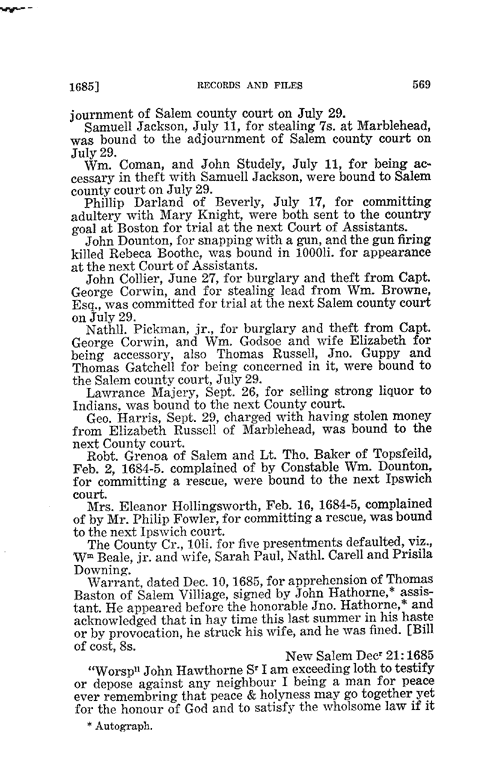 1685] RECORDS AND FILES 569
journment of Salem county court on July 29.
Samuell Jackson, July 11, for stealing 7s. at Marblehead,
was bound to the adjournment of Salem county court on
July 29.
Wm. Coman, and John Studely, July 11, for being ac-
cessary in theft with Samuell Jackson, were bound to Salem
county court on July 29.
Phillip Darland of Beverly, July 17, for committing
adultery with Mary Knight, were both sent to the country
goal at Boston for trial at the next Court of Assistants.
John Dounton, for snapping with a gun, and the gun firing
killed Rebeca Boothe, was bound in 1000li. for appearance
at the next Court of Assistants.
John Collier, June 27, for burglary and theft from Capt.
George Corwin, and for stealing lead from Wm. Browne,
Esq., was committed for trial at the next Salem county court
on July 29.
Nathll. Pickman, jr., for burglary and theft from Capt.
George Corwin, and Wm. Godsoe and wife Elizabeth for
being accessory, also Thomas Russell, Jno. Guppy and
Thomas Gatchell for being concerned in it, were bound to
the Salem county court, July 29.
Lawrance Majery, Sept. 26, for selling strong liquor to
Indians, was bound to the next County court.
Geo. Harris, Sept. 29, charged with having stolen money
from Elizabeth Russell of Marblehead, was bound to the
next County court.
Robt. Grenoa of Salem and Lt. Tho. Baker of Topsfeild,
Feb. 2, 1684-5. complained of by Constable Wm. Dounton,
for committing a rescue, were bound to the next Ipswich
court.
Mrs. Eleanor Hollingsworth, Feb. 16, 1684-5, complained
of by Mr. Philip Fowler, for committing a rescue, was bound
to the next Ipswich court.
The County Cr., 10li. for five presentments defaulted, viz.,
Wᵐ Beale, jr. and wife, Sarah Paul, Nathl. Carell and Prisila
Downing.
Warrant, dated Dec. 10, 1685, for apprehension of Thomas
Baston of Salem Villiage, signed by John Hathorne,* assis-
tant. He appeared before the honorable Jno. Hathorne,* and
acknowledged that in hay time this last summer in his haste
or by provocation, he struck his wife, and he was fined. [Bill
of cost, 8s.
New Salem Decʳ 21: 1685
"Worspˡˡ John Hawthorne Sʳ I am exceeding loth to testify
or depose against any neighbour I being a man for peace
ever remembring that peace & holyness may go together yet
for the honour of God and to satisfy the wholsome law if it
* Autograph.